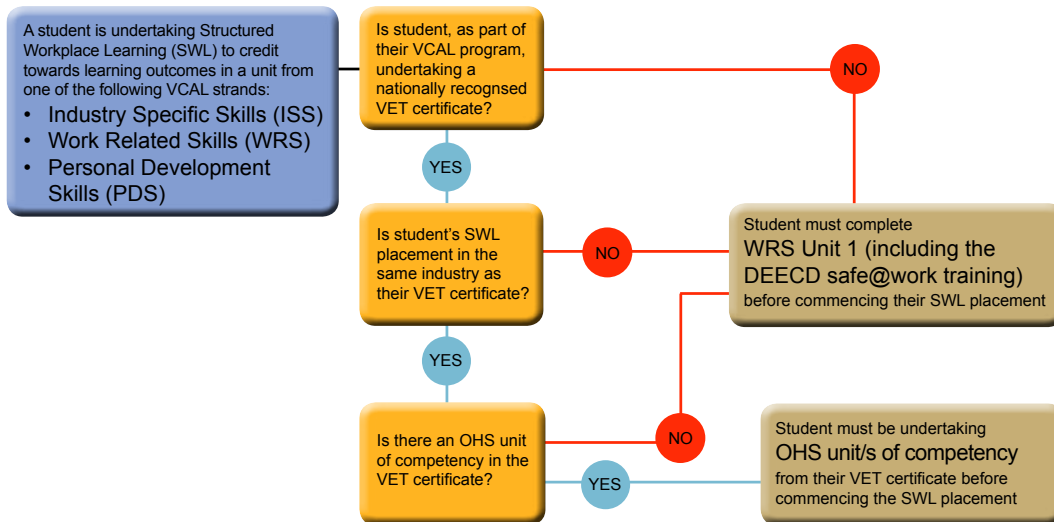 A student is undertaking Structured
Workplace Learning (SWL) to credit
towards learning outcomes in a unit from
one of the following VCAL strands:
• Industry Specific Skills (ISS)
• Work Related Skills (WRS)
• Personal Development
Skills (PDS)
Is student, as part of
their VCAL program,
undertaking a
nationally recognsed
VET certificate?
NO
YES
Is student’s SWL
placement in the
same industry as
their VET certificate?
NO
Student must complete
WRS Unit 1 (including the
DEECD safe@work training)
before commencing their SWL placement
YES
Is there an OHS unit
of competency in the
VET certificate?
NO
YES
Student must be undertaking
OHS unit/s of competency
from their VET certificate before
commencing the SWL placement